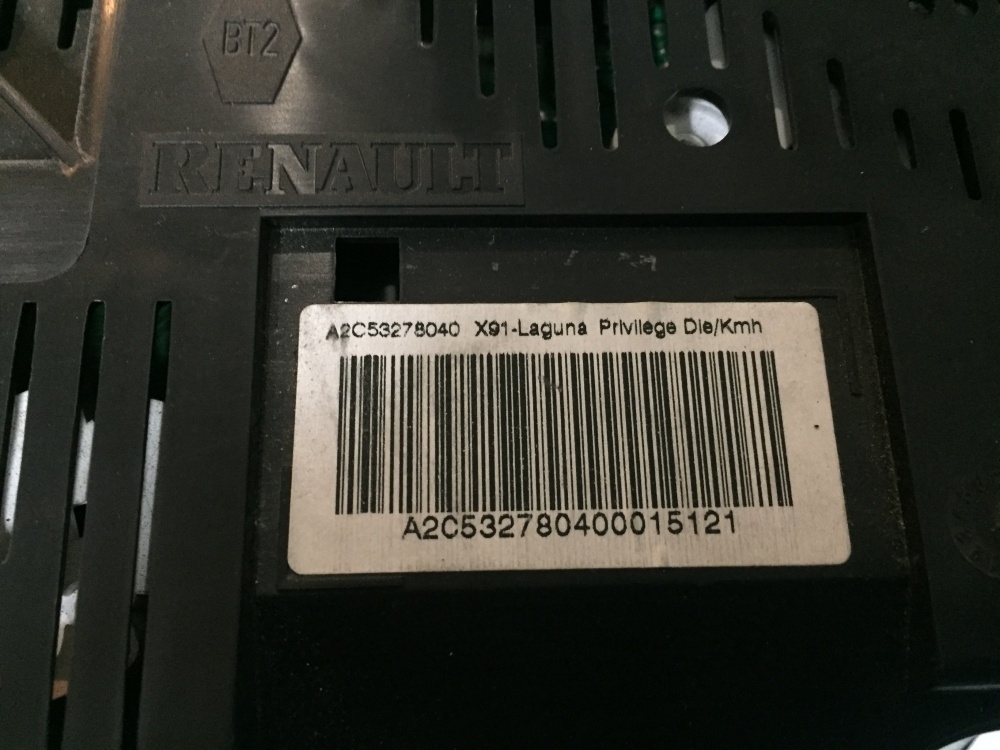 BT2
RENAULT
A2C53278040 X91-Laguna Privilege Die/Kmh
A2C532780400015121